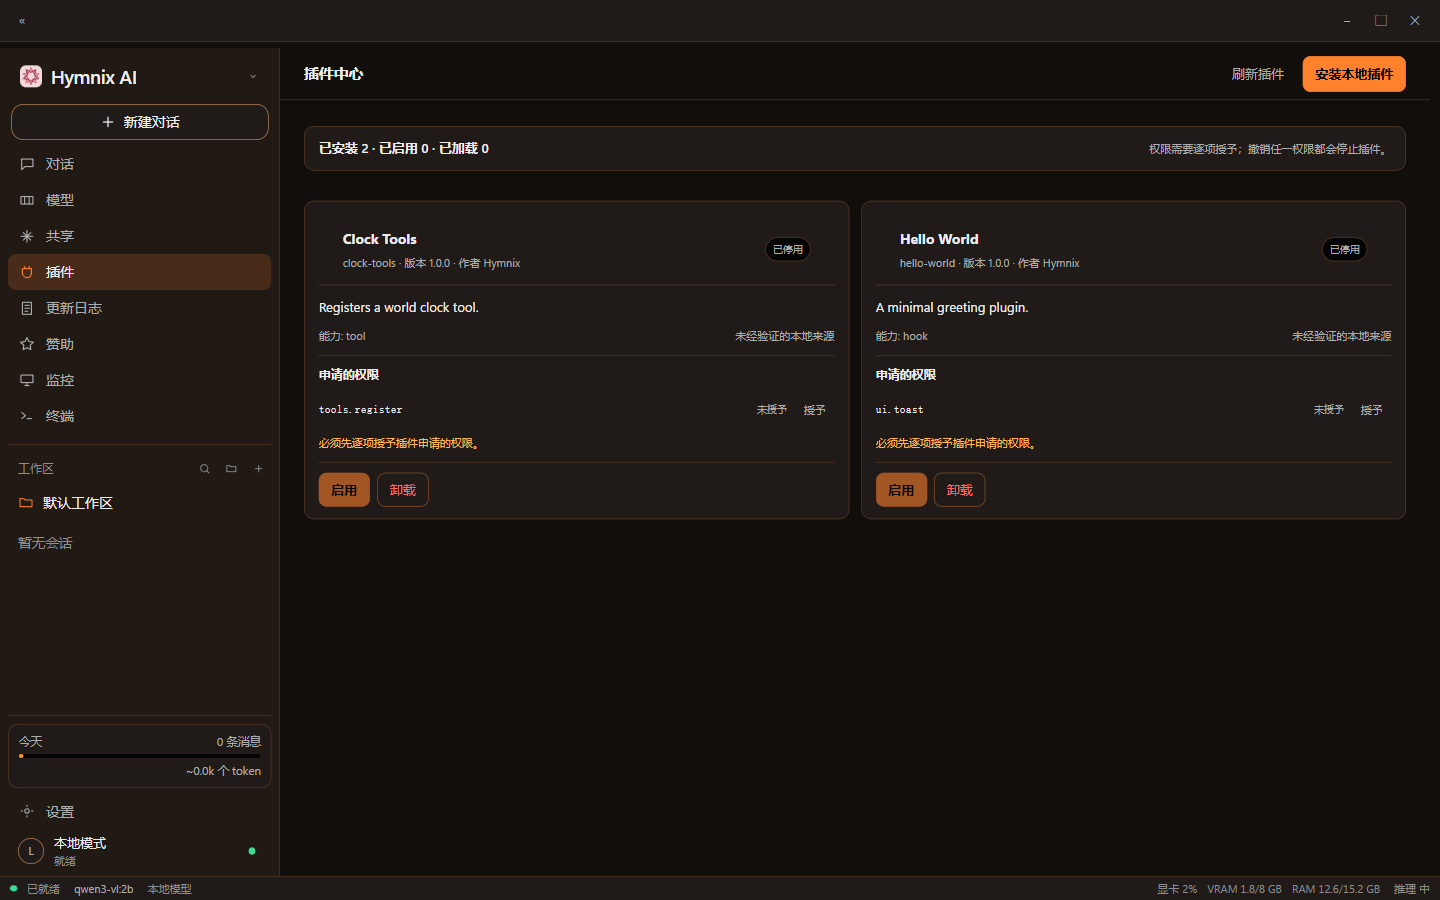 «
Hymnix AI
新建对话
对话
模型
共享
插件
更新日志
赞助
监控
终端
工作区
默认工作区
暂无会话
今天 0 条消息
~0.0k 个 token
设置
L 本地模式
就绪
插件中心 刷新插件 安装本地插件
已安装 2 · 已启用 0 · 已加载 0 权限需要逐项授予；撤销任一权限都会停止插件。
Clock Tools
clock-tools · 版本 1.0.0 · 作者 Hymnix
已停用
Registers a world clock tool.
能力: tool 未经验证的本地来源
申请的权限
tools.register 未授予 授予
必须先逐项授予插件申请的权限。
启用 卸载
Hello World
hello-world · 版本 1.0.0 · 作者 Hymnix
已停用
A minimal greeting plugin.
能力: hook 未经验证的本地来源
申请的权限
ui.toast 未授予 授予
必须先逐项授予插件申请的权限。
启用 卸载
已就绪 qwen3-vl:2b 本地模型 显卡 2% VRAM 1.8/8 GB RAM 12.6/15.2 GB 推理 中